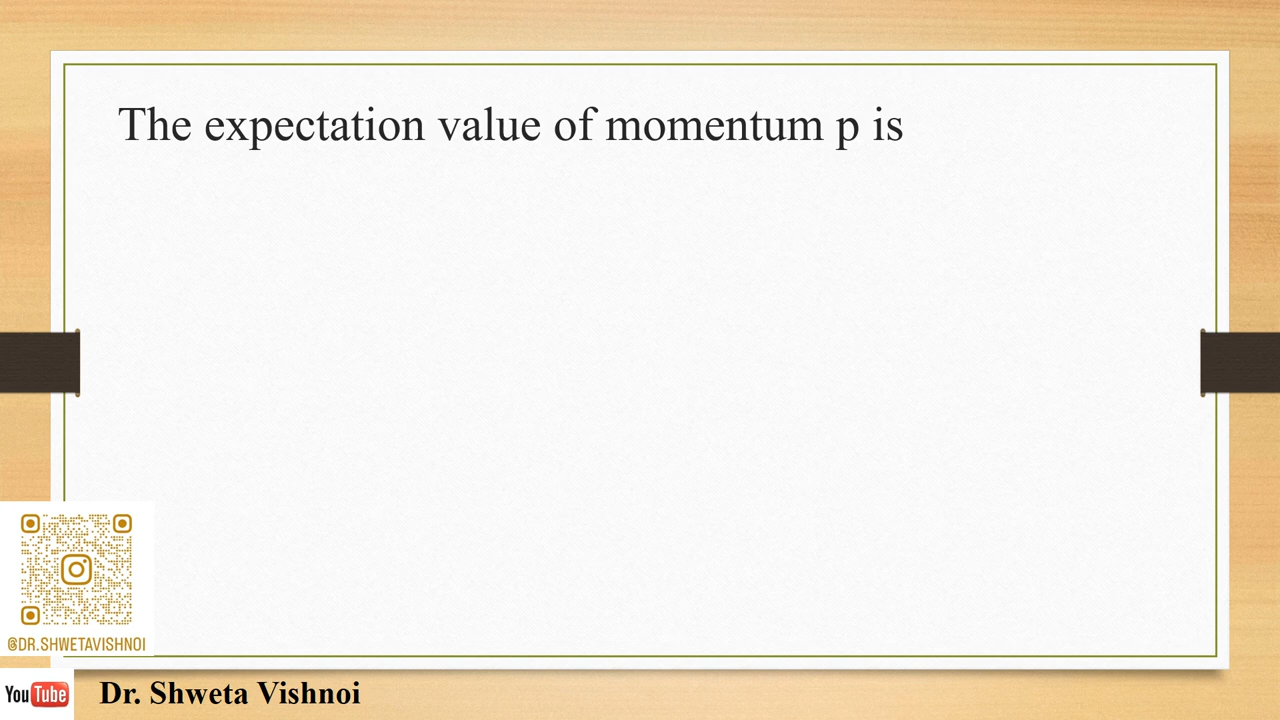 The expectation value of momentum p is
@DR.SHWETAVISHNOI
YouTube
Dr. Shweta Vishnoi